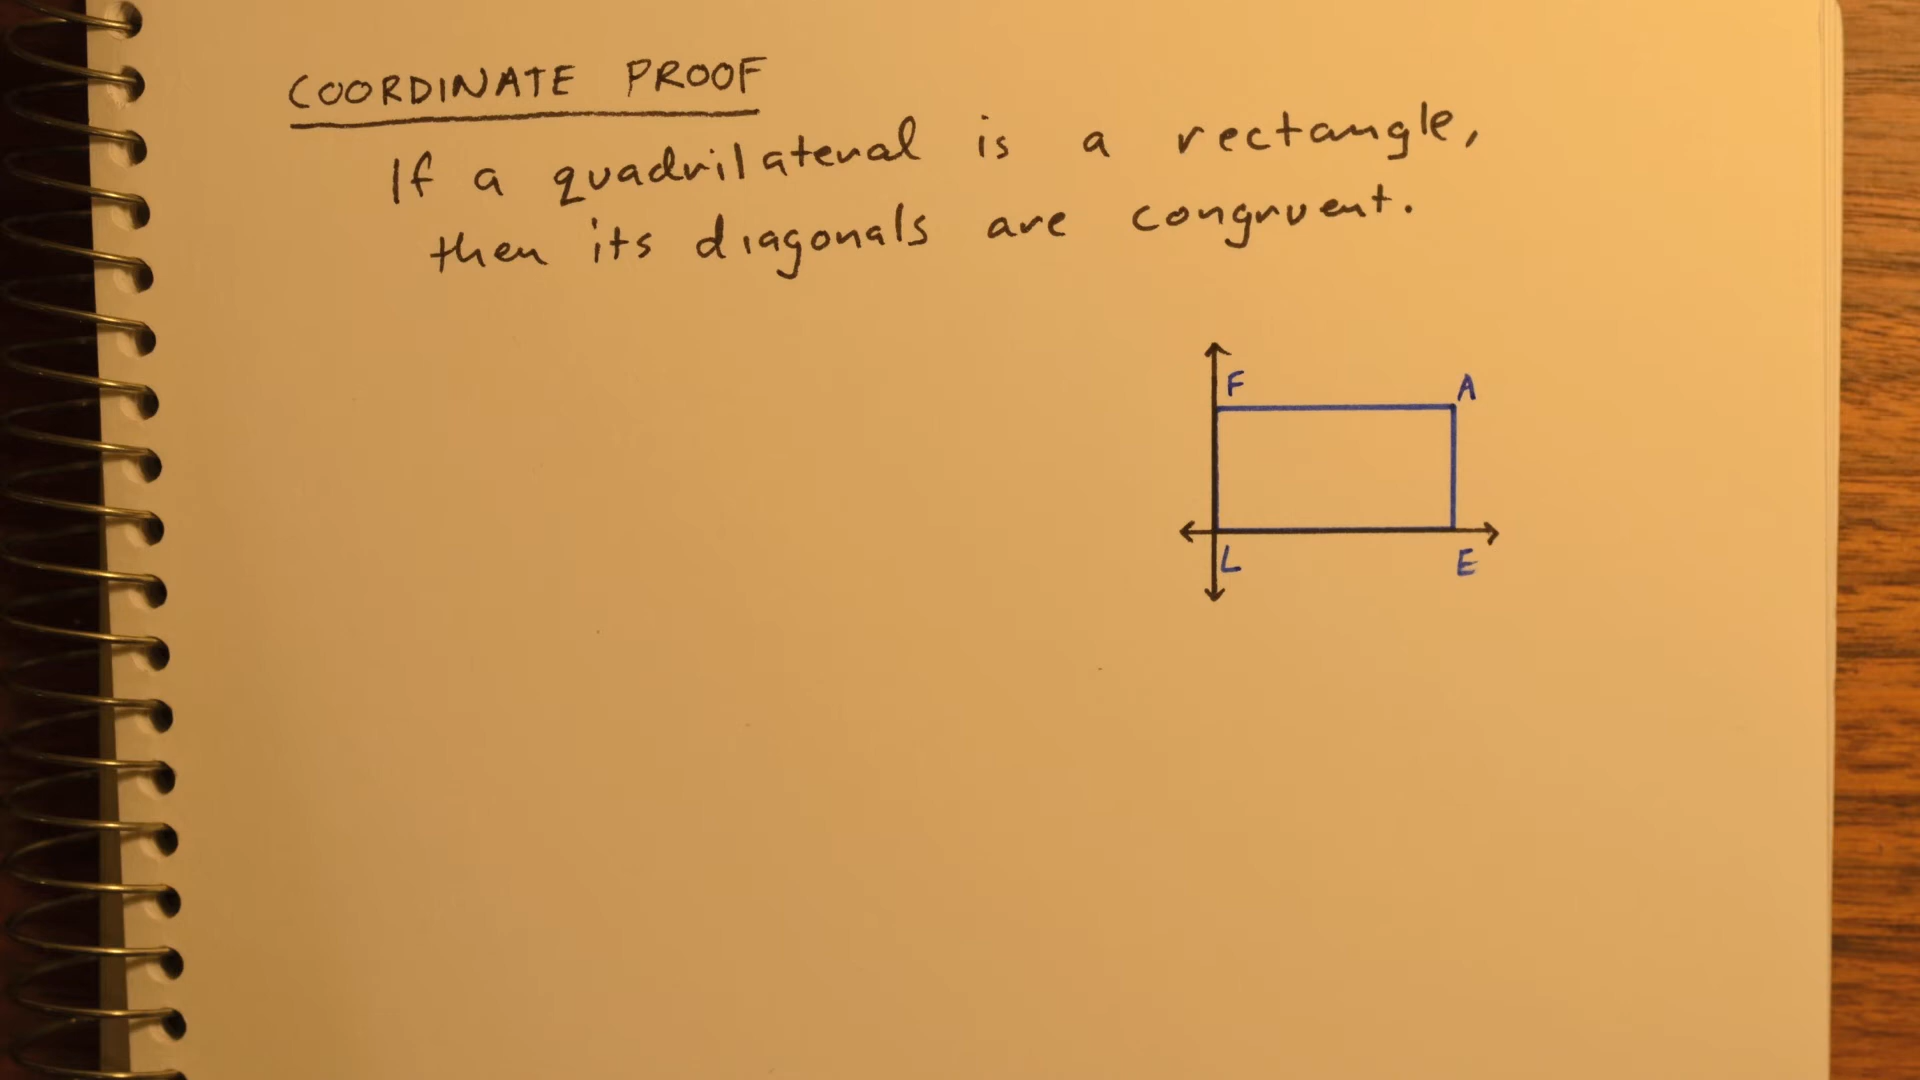 COORDINATE PROOF
If a quadrilateral is a rectangle,
then its diagonals are congruent.
F A
L E